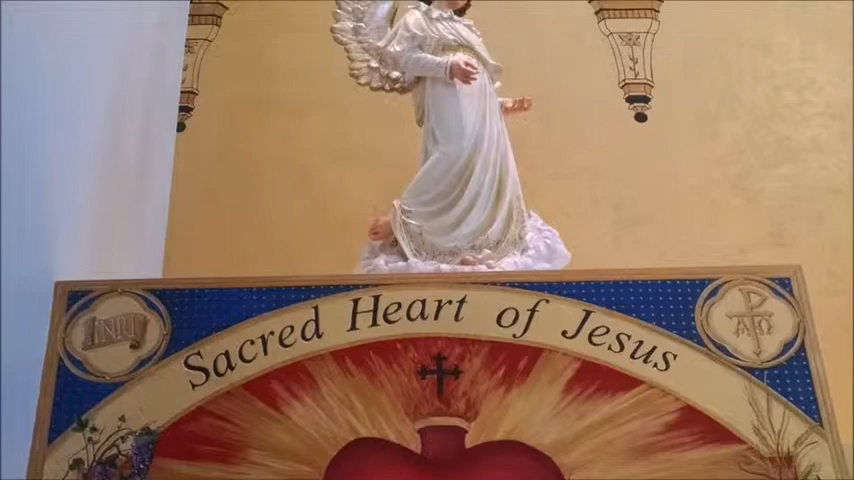 INRI
Sacred Heart of Jesus
Α Ω